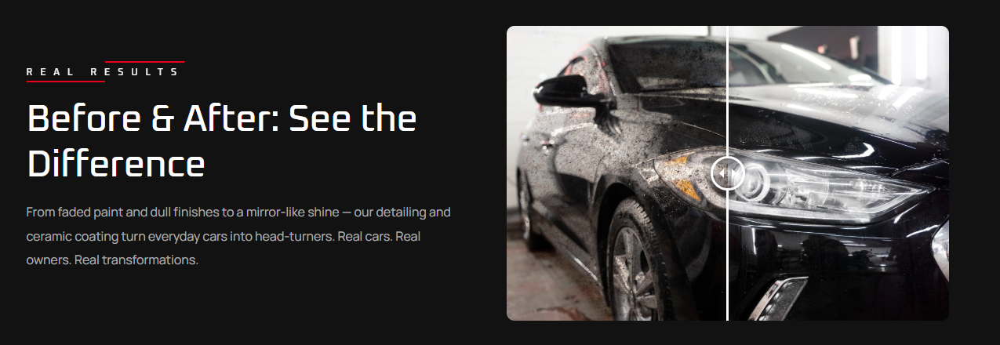 REAL RESULTS
Before & After: See the
Difference
From faded paint and dull finishes to a mirror-like shine — our detailing and
ceramic coating turn everyday cars into head-turners. Real cars. Real
owners. Real transformations.